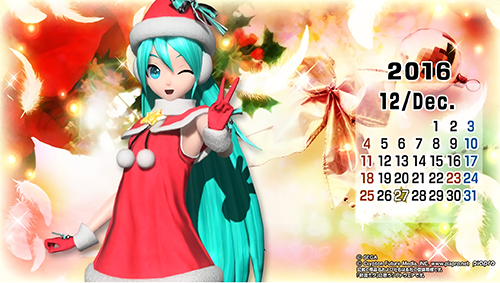 2016
12/Dec.
1 2 3
4 5 6 7 8 9 10
11 12 13 14 15 16 17
18 19 20 21 22 23 24
25 26 27 28 29 30 31
© SEGA
© Crypton Future Media, INC. www.piapro.net piapro